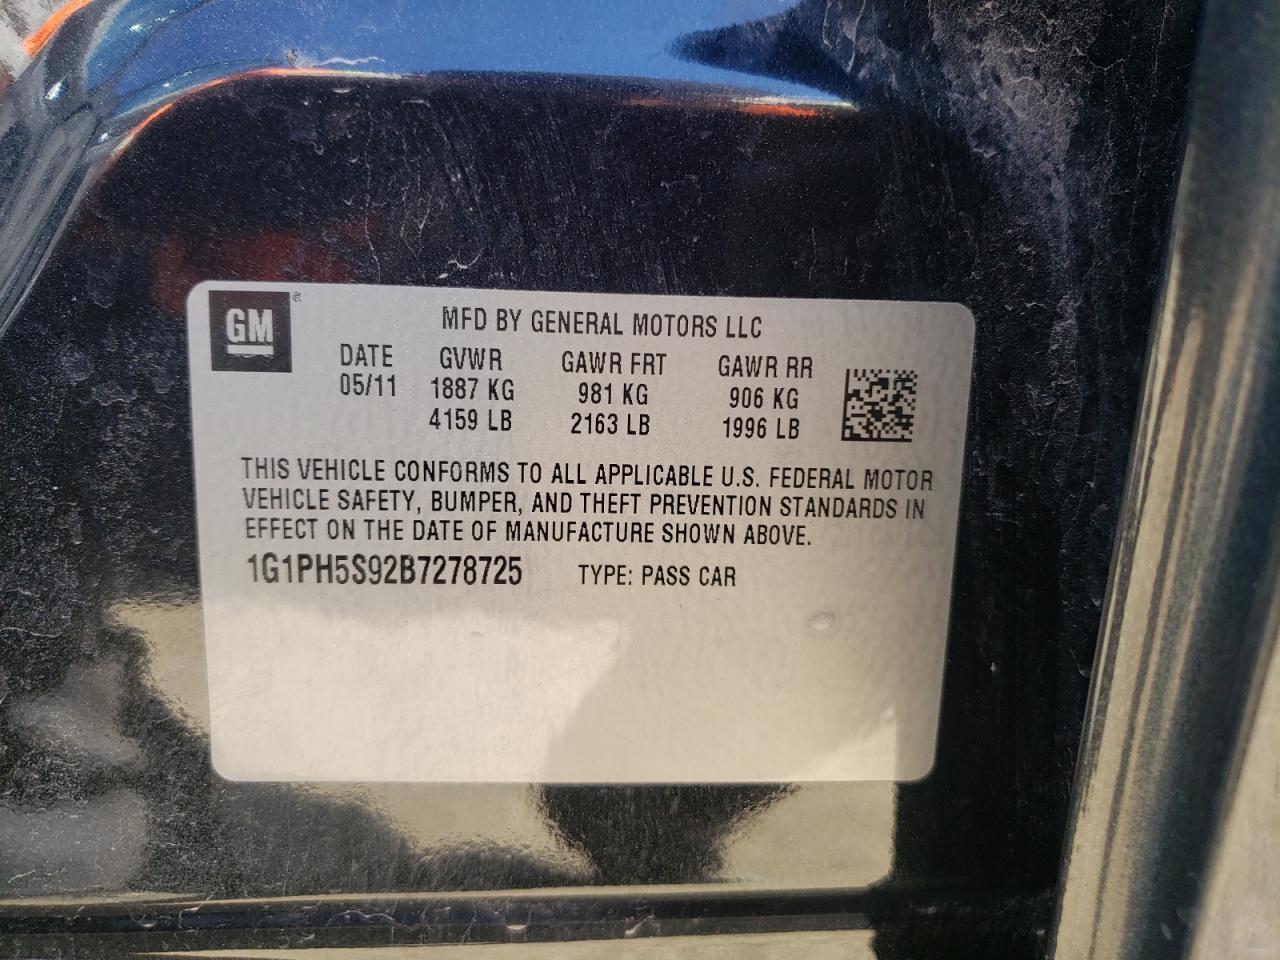 GM ®
MFD BY GENERAL MOTORS LLC
DATE GVWR GAWR FRT GAWR RR
05/11 1887 KG 981 KG 906 KG
4159 LB 2163 LB 1996 LB
THIS VEHICLE CONFORMS TO ALL APPLICABLE U.S. FEDERAL MOTOR
VEHICLE SAFETY, BUMPER, AND THEFT PREVENTION STANDARDS IN
EFFECT ON THE DATE OF MANUFACTURE SHOWN ABOVE.
1G1PH5S92B7278725 TYPE: PASS CAR